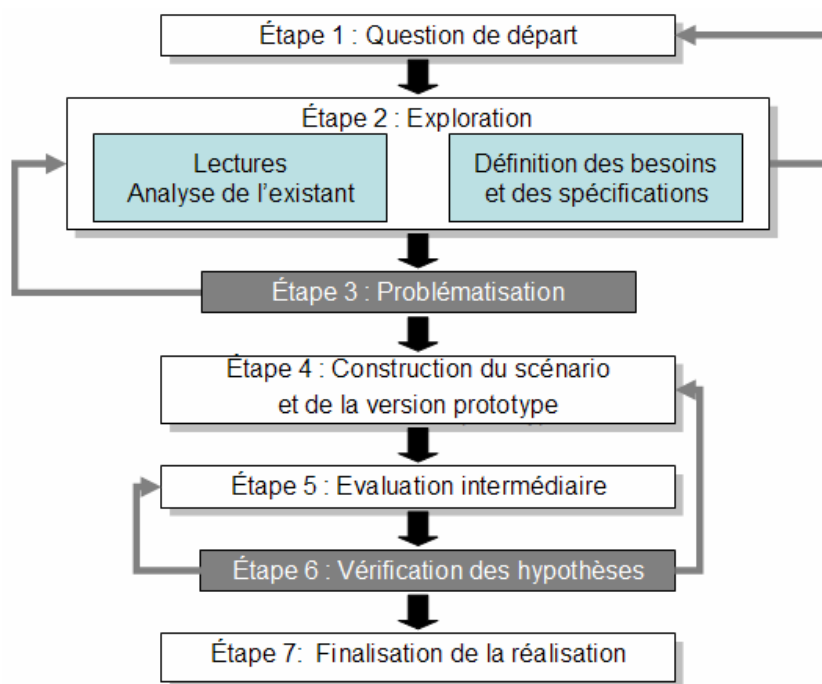 Étape 1 : Question de départ
Étape 2 : Exploration
Lectures
Analyse de l'existant
Définition des besoins
et des spécifications
Étape 3 : Problématisation
Étape 4 : Construction du scénario
et de la version prototype
Étape 5 : Evaluation intermédiaire
Étape 6 : Vérification des hypothèses
Étape 7: Finalisation de la réalisation